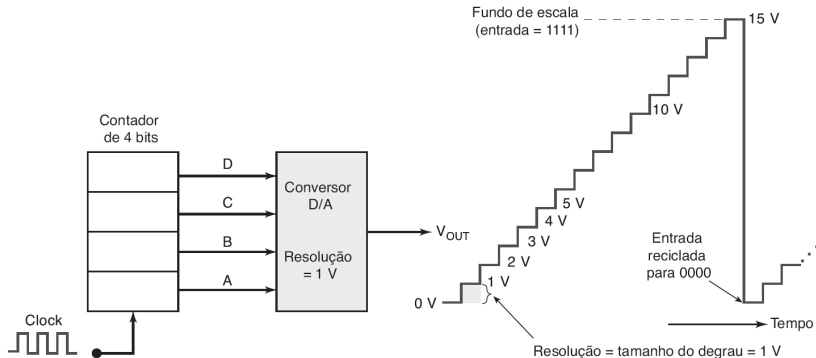 Fundo de escala
(entrada = 1111)
15 V
Contador
de 4 bits
D
C
B
A
Conversor
D/A
Resolução
= 1 V
V_OUT
Clock
10 V
5 V
4 V
3 V
2 V
1 V
0 V
Entrada
reciclada
para 0000
Tempo
Resolução = tamanho do degrau = 1 V